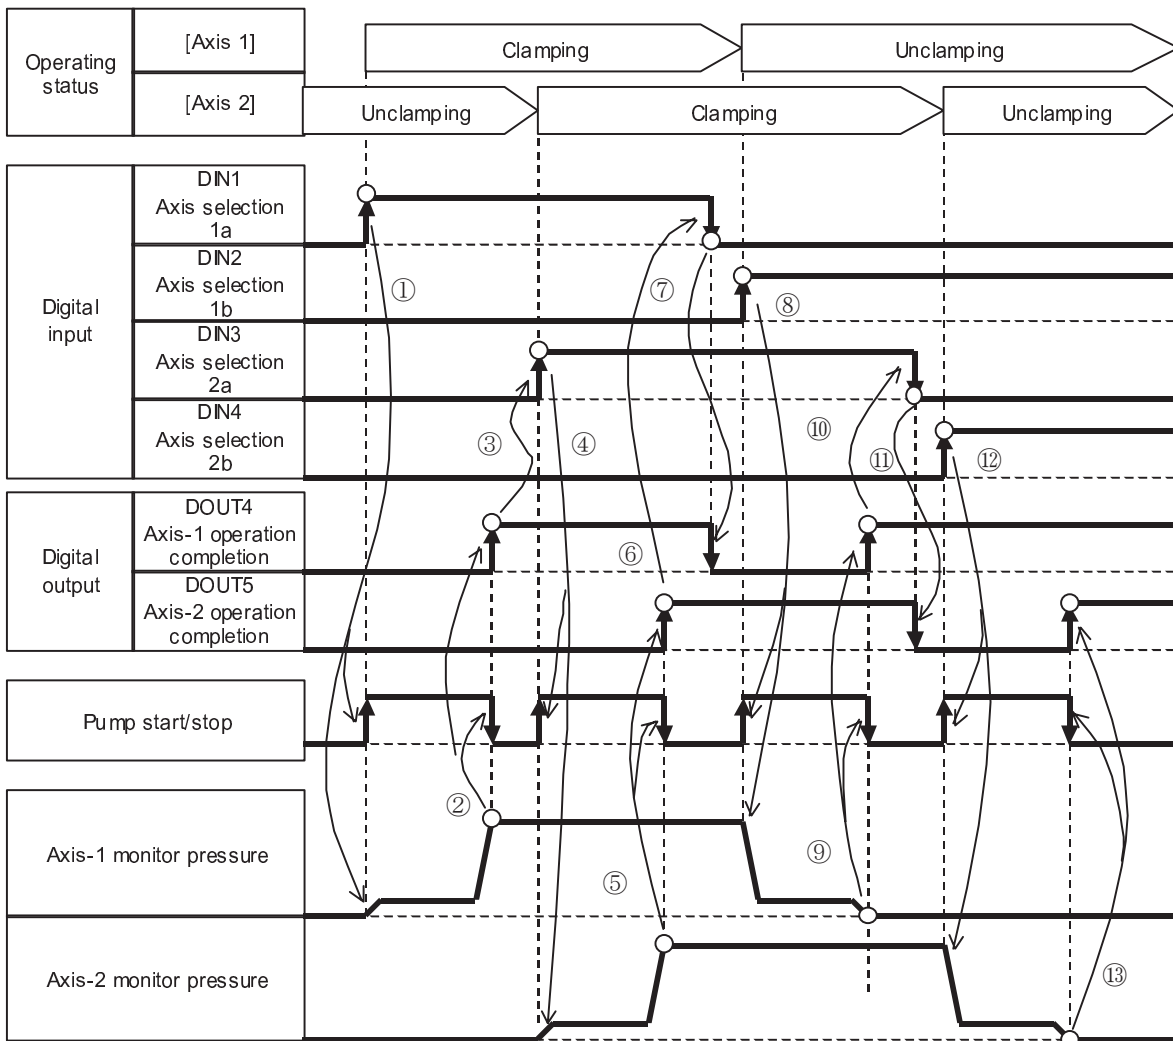 Operating
status
[Axis 1]
Clamping
Unclamping
[Axis 2]
Unclamping
Clamping
Unclamping
Digital
input
DIN1
Axis selection
1a
DIN2
Axis selection
1b
DIN3
Axis selection
2a
DIN4
Axis selection
2b
①
⑦
⑧
③
④
⑩
⑪
⑫
Digital
output
DOUT4
Axis-1 operation
completion
DOUT5
Axis-2 operation
completion
⑥
Pump start/stop
Axis-1 monitor pressure
②
⑨
⑤
Axis-2 monitor pressure
⑬